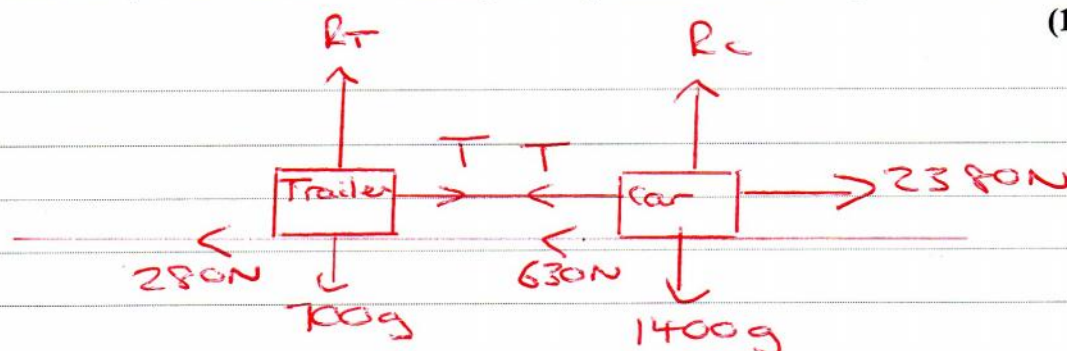 (1
RT Rc
T T
Trailer Car 2380N
280N 630N
700g 1400g